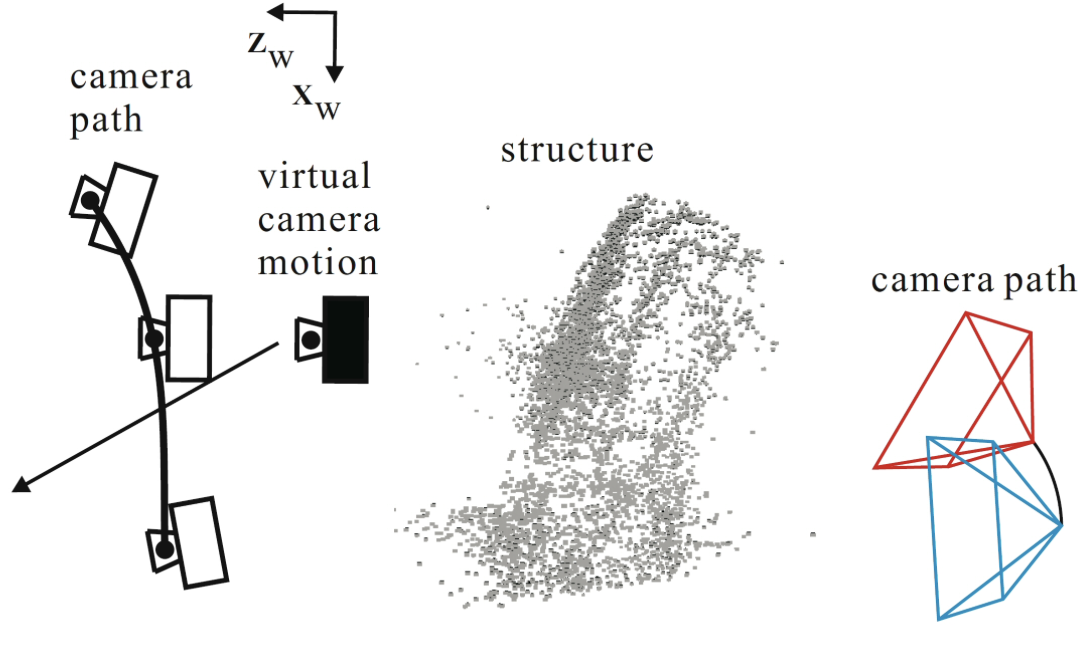 z_w
x_w
camera
path
virtual
camera
motion
structure
camera path